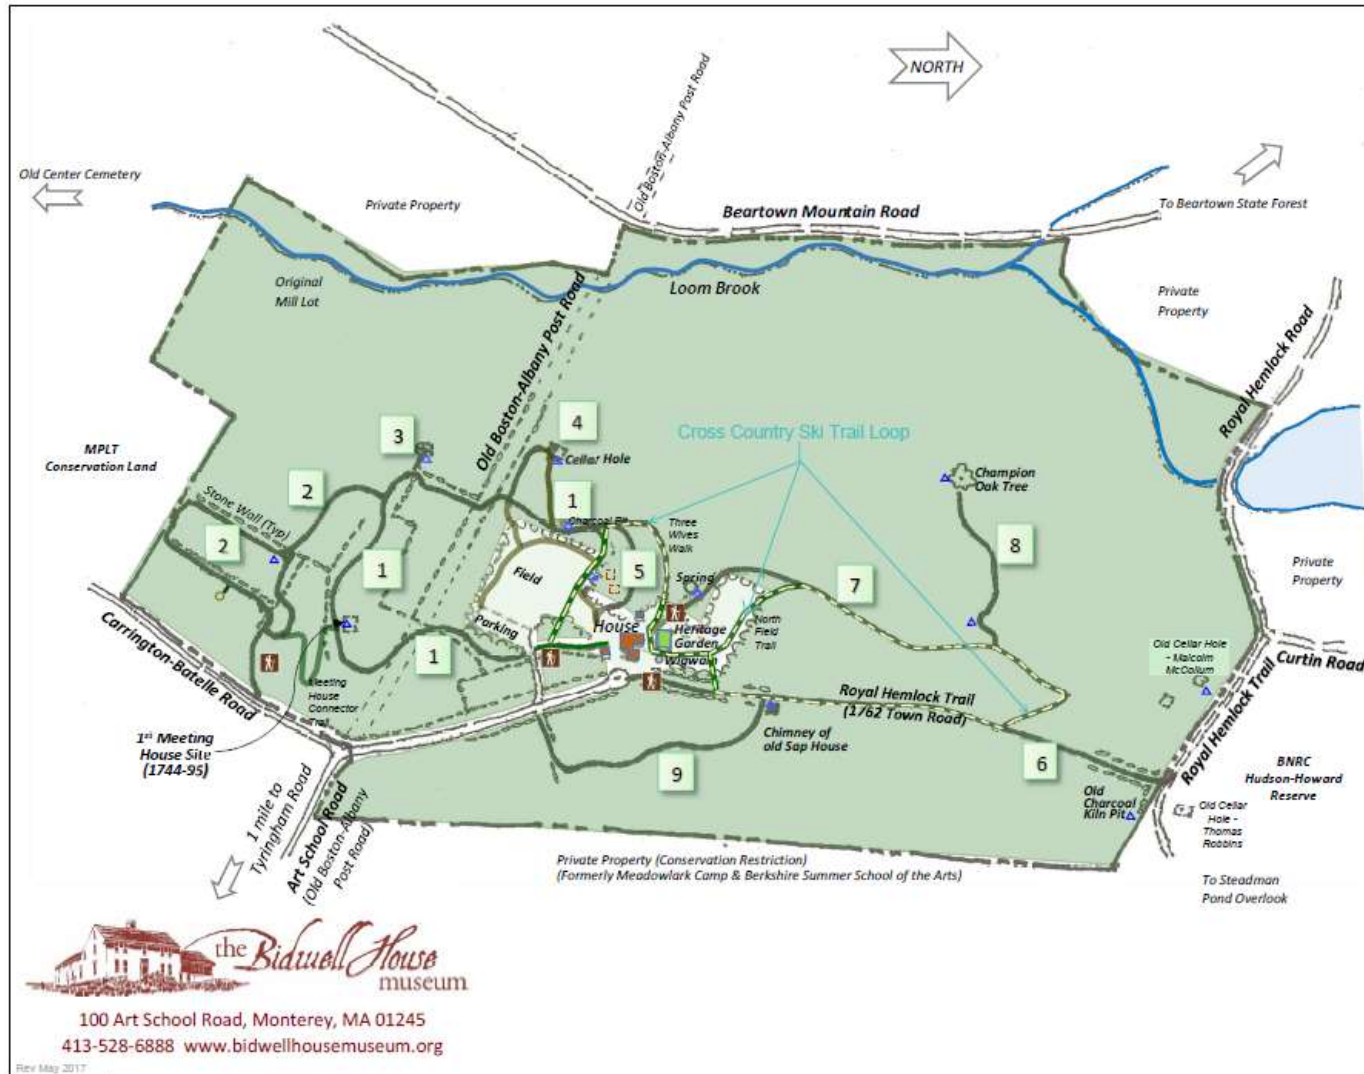 NORTH
Old Boston-Albany Post Road
Old Center Cemetery
Private Property
Beartown Mountain Road
To Beartown State Forest
Original
Mill Lot
Loom Brook
Private
Property
Old Boston-Albany Post Road
Royal Hemlock Road
MPLT
Conservation Land
3
4
Cellar Hole
Cross Country Ski Trail Loop
Champion
Oak Tree
2
Stone Wall (Typ)
1
Charcoal Pit
Three
Wives
Walk
2
1
Field
5
Spring
7
8
Private
Property
Parking
House
Heritage
Garden
Wigwam
North
Field
Trail
Carrington-Batelle Road
1
Old Cellar Hole
- Malcolm
McCollum
Curtin Road
Meeting
House
Connector
Trail
Royal Hemlock Trail
(1762 Town Road)
Royal Hemlock Trail
1st Meeting
House Site
(1744-95)
Chimney of
old Sap House
9
6
BNRC
Hudson-Howard
Reserve
Old
Charcoal
Kiln Pit
Old Cellar
Hole -
Thomas
Robbins
1 mile to
Tyringham Road
Art School Road
(Old Boston-Albany
Post Road)
Private Property (Conservation Restriction)
(Formerly Meadowlark Camp & Berkshire Summer School of the Arts)
To Steadman
Pond Overlook
the Bidwell House
museum
100 Art School Road, Monterey, MA 01245
413-528-6888 www.bidwellhousemuseum.org
Rev May 2017